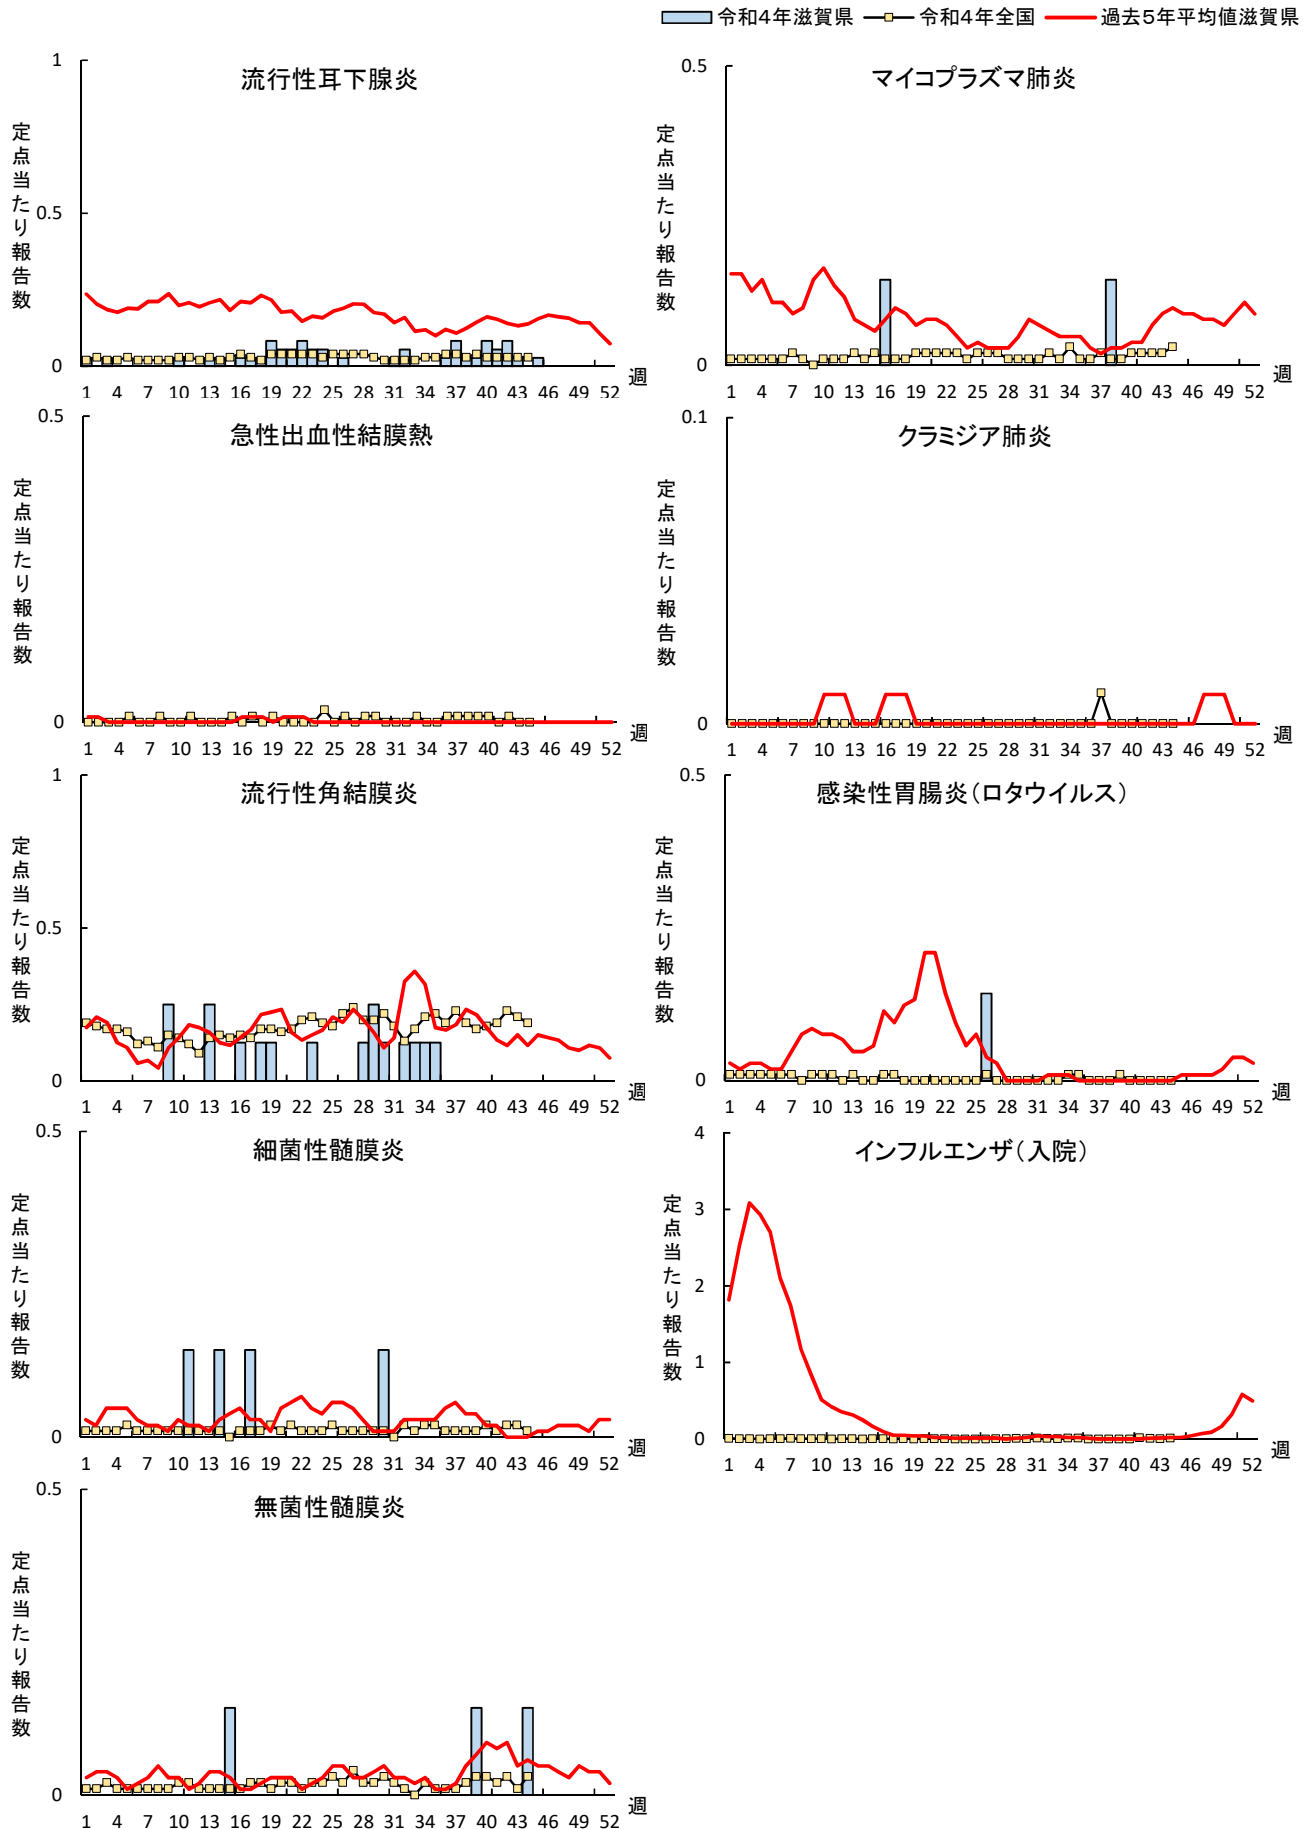 令和4年滋賀県 令和4年全国 過去5年平均値滋賀県
流行性耳下腺炎
定点当たり報告数
1
0.5
0
1 4 7 10 13 16 19 22 25 28 31 34 37 40 43 46 49 52 週
マイコプラズマ肺炎
定点当たり報告数
0.5
0
1 4 7 10 13 16 19 22 25 28 31 34 37 40 43 46 49 52 週
急性出血性結膜熱
定点当たり報告数
0.5
0
1 4 7 10 13 16 19 22 25 28 31 34 37 40 43 46 49 52 週
クラミジア肺炎
定点当たり報告数
0.1
0
1 4 7 10 13 16 19 22 25 28 31 34 37 40 43 46 49 52 週
流行性角結膜炎
定点当たり報告数
1
0.5
0
1 4 7 10 13 16 19 22 25 28 31 34 37 40 43 46 49 52 週
感染性胃腸炎（ロタウイルス）
定点当たり報告数
0.5
0
1 4 7 10 13 16 19 22 25 28 31 34 37 40 43 46 49 52 週
細菌性髄膜炎
定点当たり報告数
0.5
0
1 4 7 10 13 16 19 22 25 28 31 34 37 40 43 46 49 52 週
インフルエンザ（入院）
定点当たり報告数
4
3
2
1
0
1 4 7 10 13 16 19 22 25 28 31 34 37 40 43 46 49 52 週
無菌性髄膜炎
定点当たり報告数
0.5
0
1 4 7 10 13 16 19 22 25 28 31 34 37 40 43 46 49 52 週